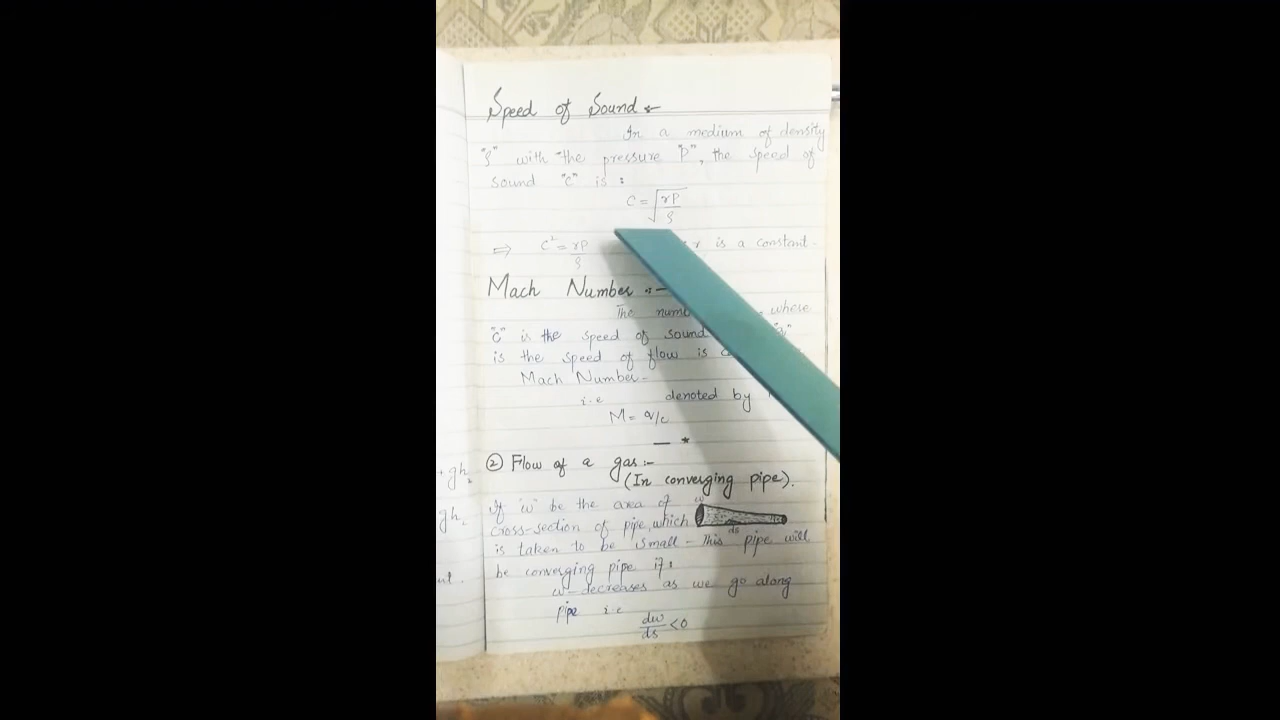 Speed of Sound :-
In a medium of density
"ρ" with the pressure "P", the speed of
sound "c" is :
C = √(γP/ρ)
⇒ C² = γP/ρ γ is a constant.
Mach Number :-
The where
"c" is the speed of sound
is the speed of flow is
Mach Number.
i.e denoted by
M = q/c
— *
② Flow of a gas:-
(In converging pipe).
If "ω" be the area of
cross-section of pipe, which
is taken to be small - This pipe will
be converging pipe if:
ω - decreases as we go along
pipe i.e
dω/ds < 0
ω
ds
+ gh₂
gh₂